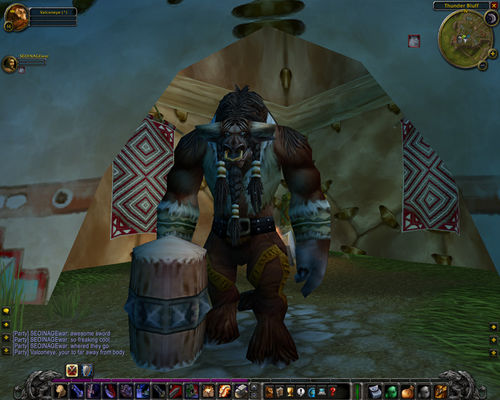 Valconeye (*)
Thunder Bluff
SEOINAGEwar
[Party] SEOINAGEwar: awesome sword
[Party] SEOINAGEwar: so freaking cool
[Party] SEOINAGEwar: whered they go
[Party] Valconeye: your to far away from body